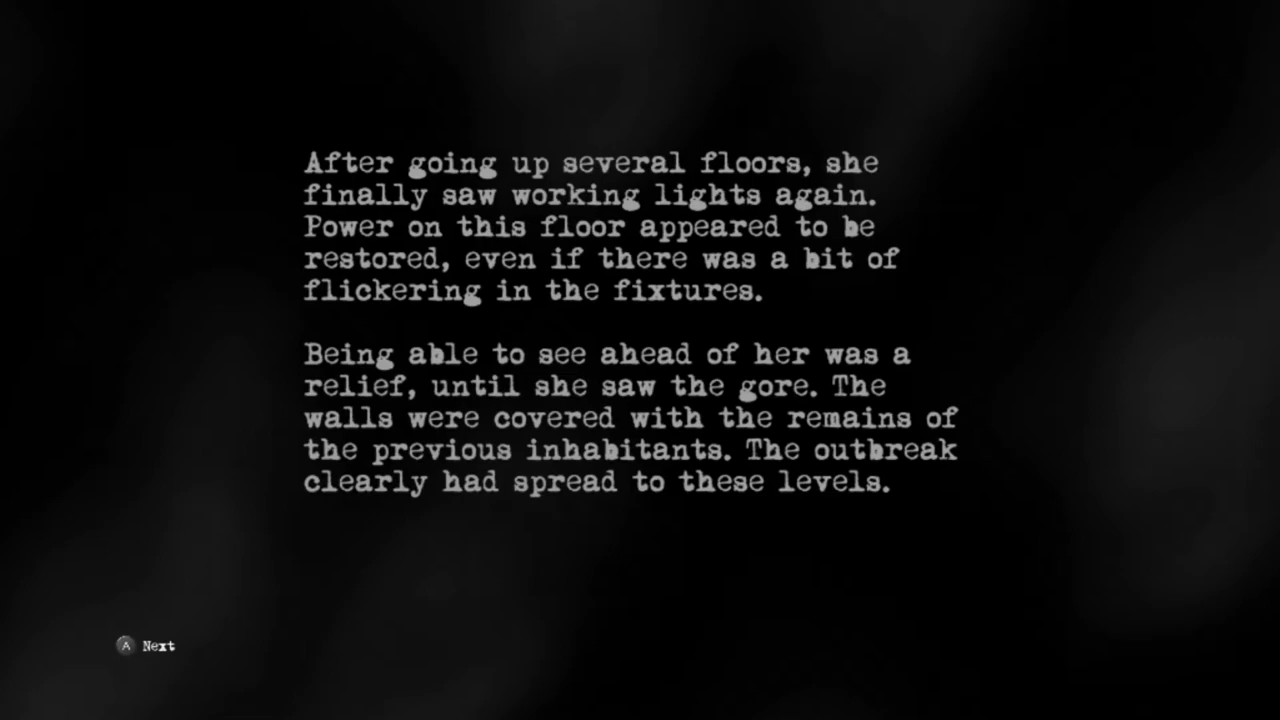 After going up several floors, she
finally saw working lights again.
Power on this floor appeared to be
restored, even if there was a bit of
flickering in the fixtures.
Being able to see ahead of her was a
relief, until she saw the gore. The
walls were covered with the remains of
the previous inhabitants. The outbreak
clearly had spread to these levels.
A Next